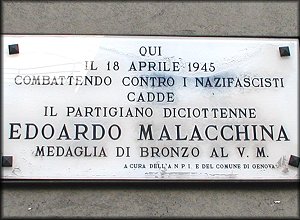 QUI
IL 18 APRILE 1945
COMBATTENDO CONTRO I NAZIFASCISTI
CADDE
IL PARTIGIANO DICIOTTENNE
EDOARDO MALACCHINA
MEDAGLIA DI BRONZO AL V. M.
A CURA DELL'A N P I. E DEL COMUNE DI GENOVA